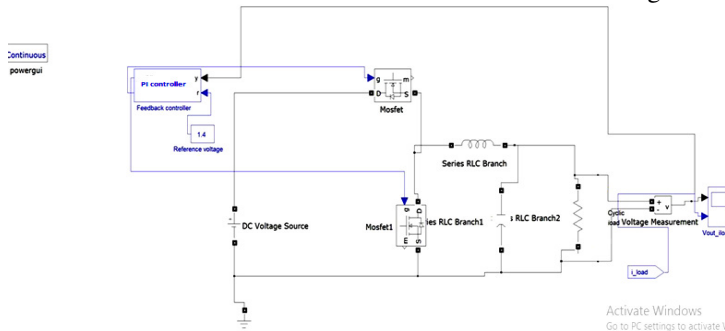 Continuous
powergui
PI controller
y
r
Feedback controller
1.4
Reference voltage
g
m
D
S
Mosfet
Series RLC Branch
DC Voltage Source
Mosfet1
g
D
m
S
ies RLC Branch1
s RLC Branch2
Cyclic
load
+
-
v
Voltage Measurement
Vout_ilo
i_load
Activate Windows
Go to PC settings to activate W